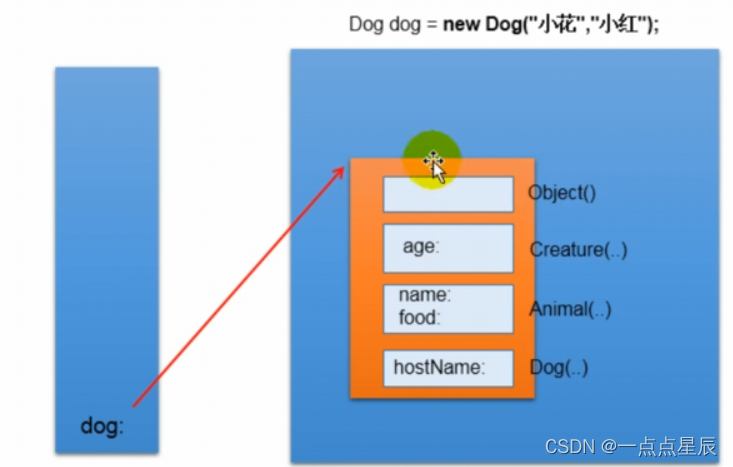 Dog dog = new Dog("小花","小红");
Object()
age:
Creature(..)
name:
food:
Animal(..)
hostName:
Dog(..)
dog:
CSDN @一点点星辰